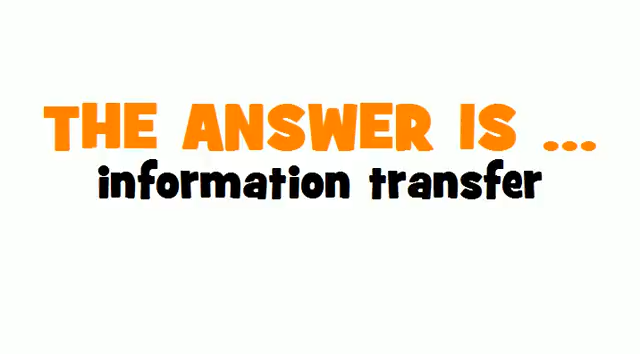 THE ANSWER IS ...
information transfer